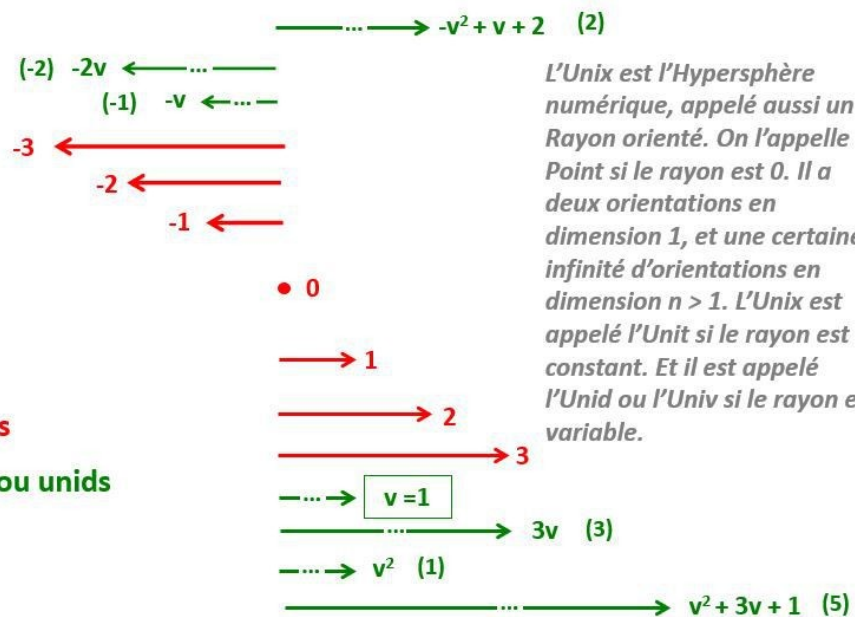 -v² + v + 2 (2)
(-2) -2v
(-1) -v
-3
-2
-1
0
1
2
3
v =1
3v (3)
v² (1)
v² + 3v + 1 (5)
L’Unix est l’Hypersphère
numérique, appelé aussi un
Rayon orienté. On l’appelle
Point si le rayon est 0. Il a
deux orientations en
dimension 1, et une certaine
infinité d’orientations en
dimension n > 1. L’Unix est
appelé l’Unit si le rayon est
constant. Et il est appelé
l’Unid ou l’Univ si le rayon e
variable.
s
ou unids